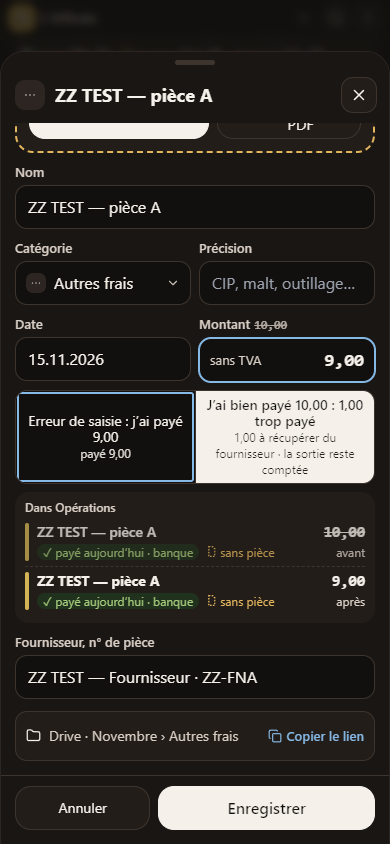 ZZ TEST — pièce A
PDF
Nom
ZZ TEST — pièce A
Catégorie
Précision
Autres frais
CIP, malt, outillage...
Date
Montant 10,00
15.11.2026
sans TVA 9,00
Erreur de saisie : j'ai payé
9,00
payé 9,00
J'ai bien payé 10,00 : 1,00
trop payé
1,00 à récupérer du
fournisseur · la sortie reste
comptée
Dans Opérations
ZZ TEST — pièce A 10,00
✓ payé aujourd'hui · banque sans pièce avant
ZZ TEST — pièce A 9,00
✓ payé aujourd'hui · banque sans pièce après
Fournisseur, n° de pièce
ZZ TEST — Fournisseur · ZZ-FNA
Drive · Novembre › Autres frais Copier le lien
Annuler
Enregistrer